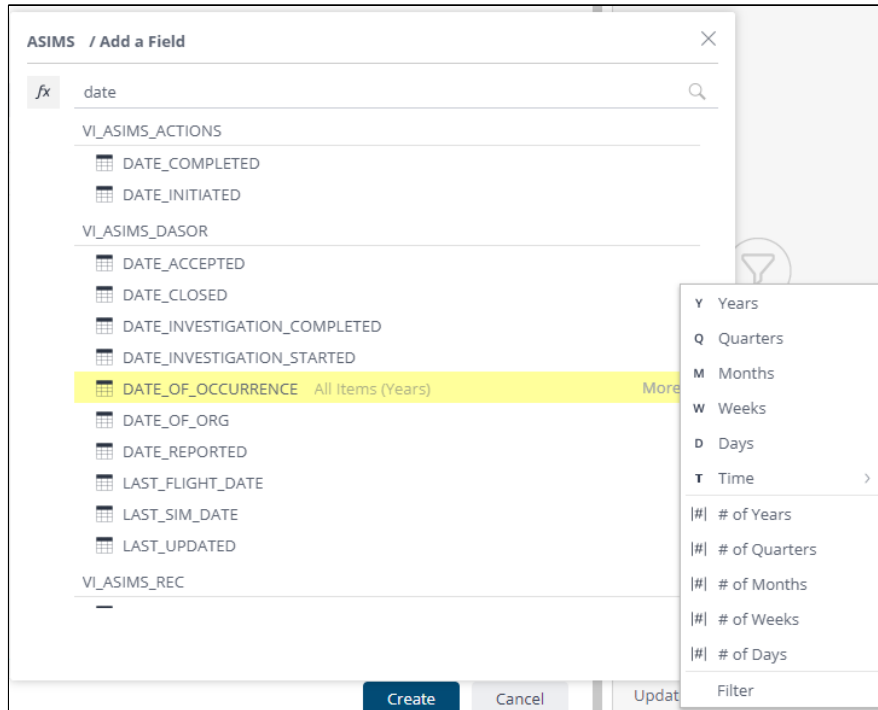 ASIMS / Add a Field
fx date
VI_ASIMS_ACTIONS
DATE_COMPLETED
DATE_INITIATED
VI_ASIMS_DASOR
DATE_ACCEPTED
DATE_CLOSED
DATE_INVESTIGATION_COMPLETED
DATE_INVESTIGATION_STARTED
DATE_OF_OCCURRENCE All Items (Years) More
DATE_OF_ORG
DATE_REPORTED
LAST_FLIGHT_DATE
LAST_SIM_DATE
LAST_UPDATED
VI_ASIMS_REC
Y Years
Q Quarters
M Months
W Weeks
D Days
T Time
|#| # of Years
|#| # of Quarters
|#| # of Months
|#| # of Weeks
|#| # of Days
Filter
Create Cancel Updat